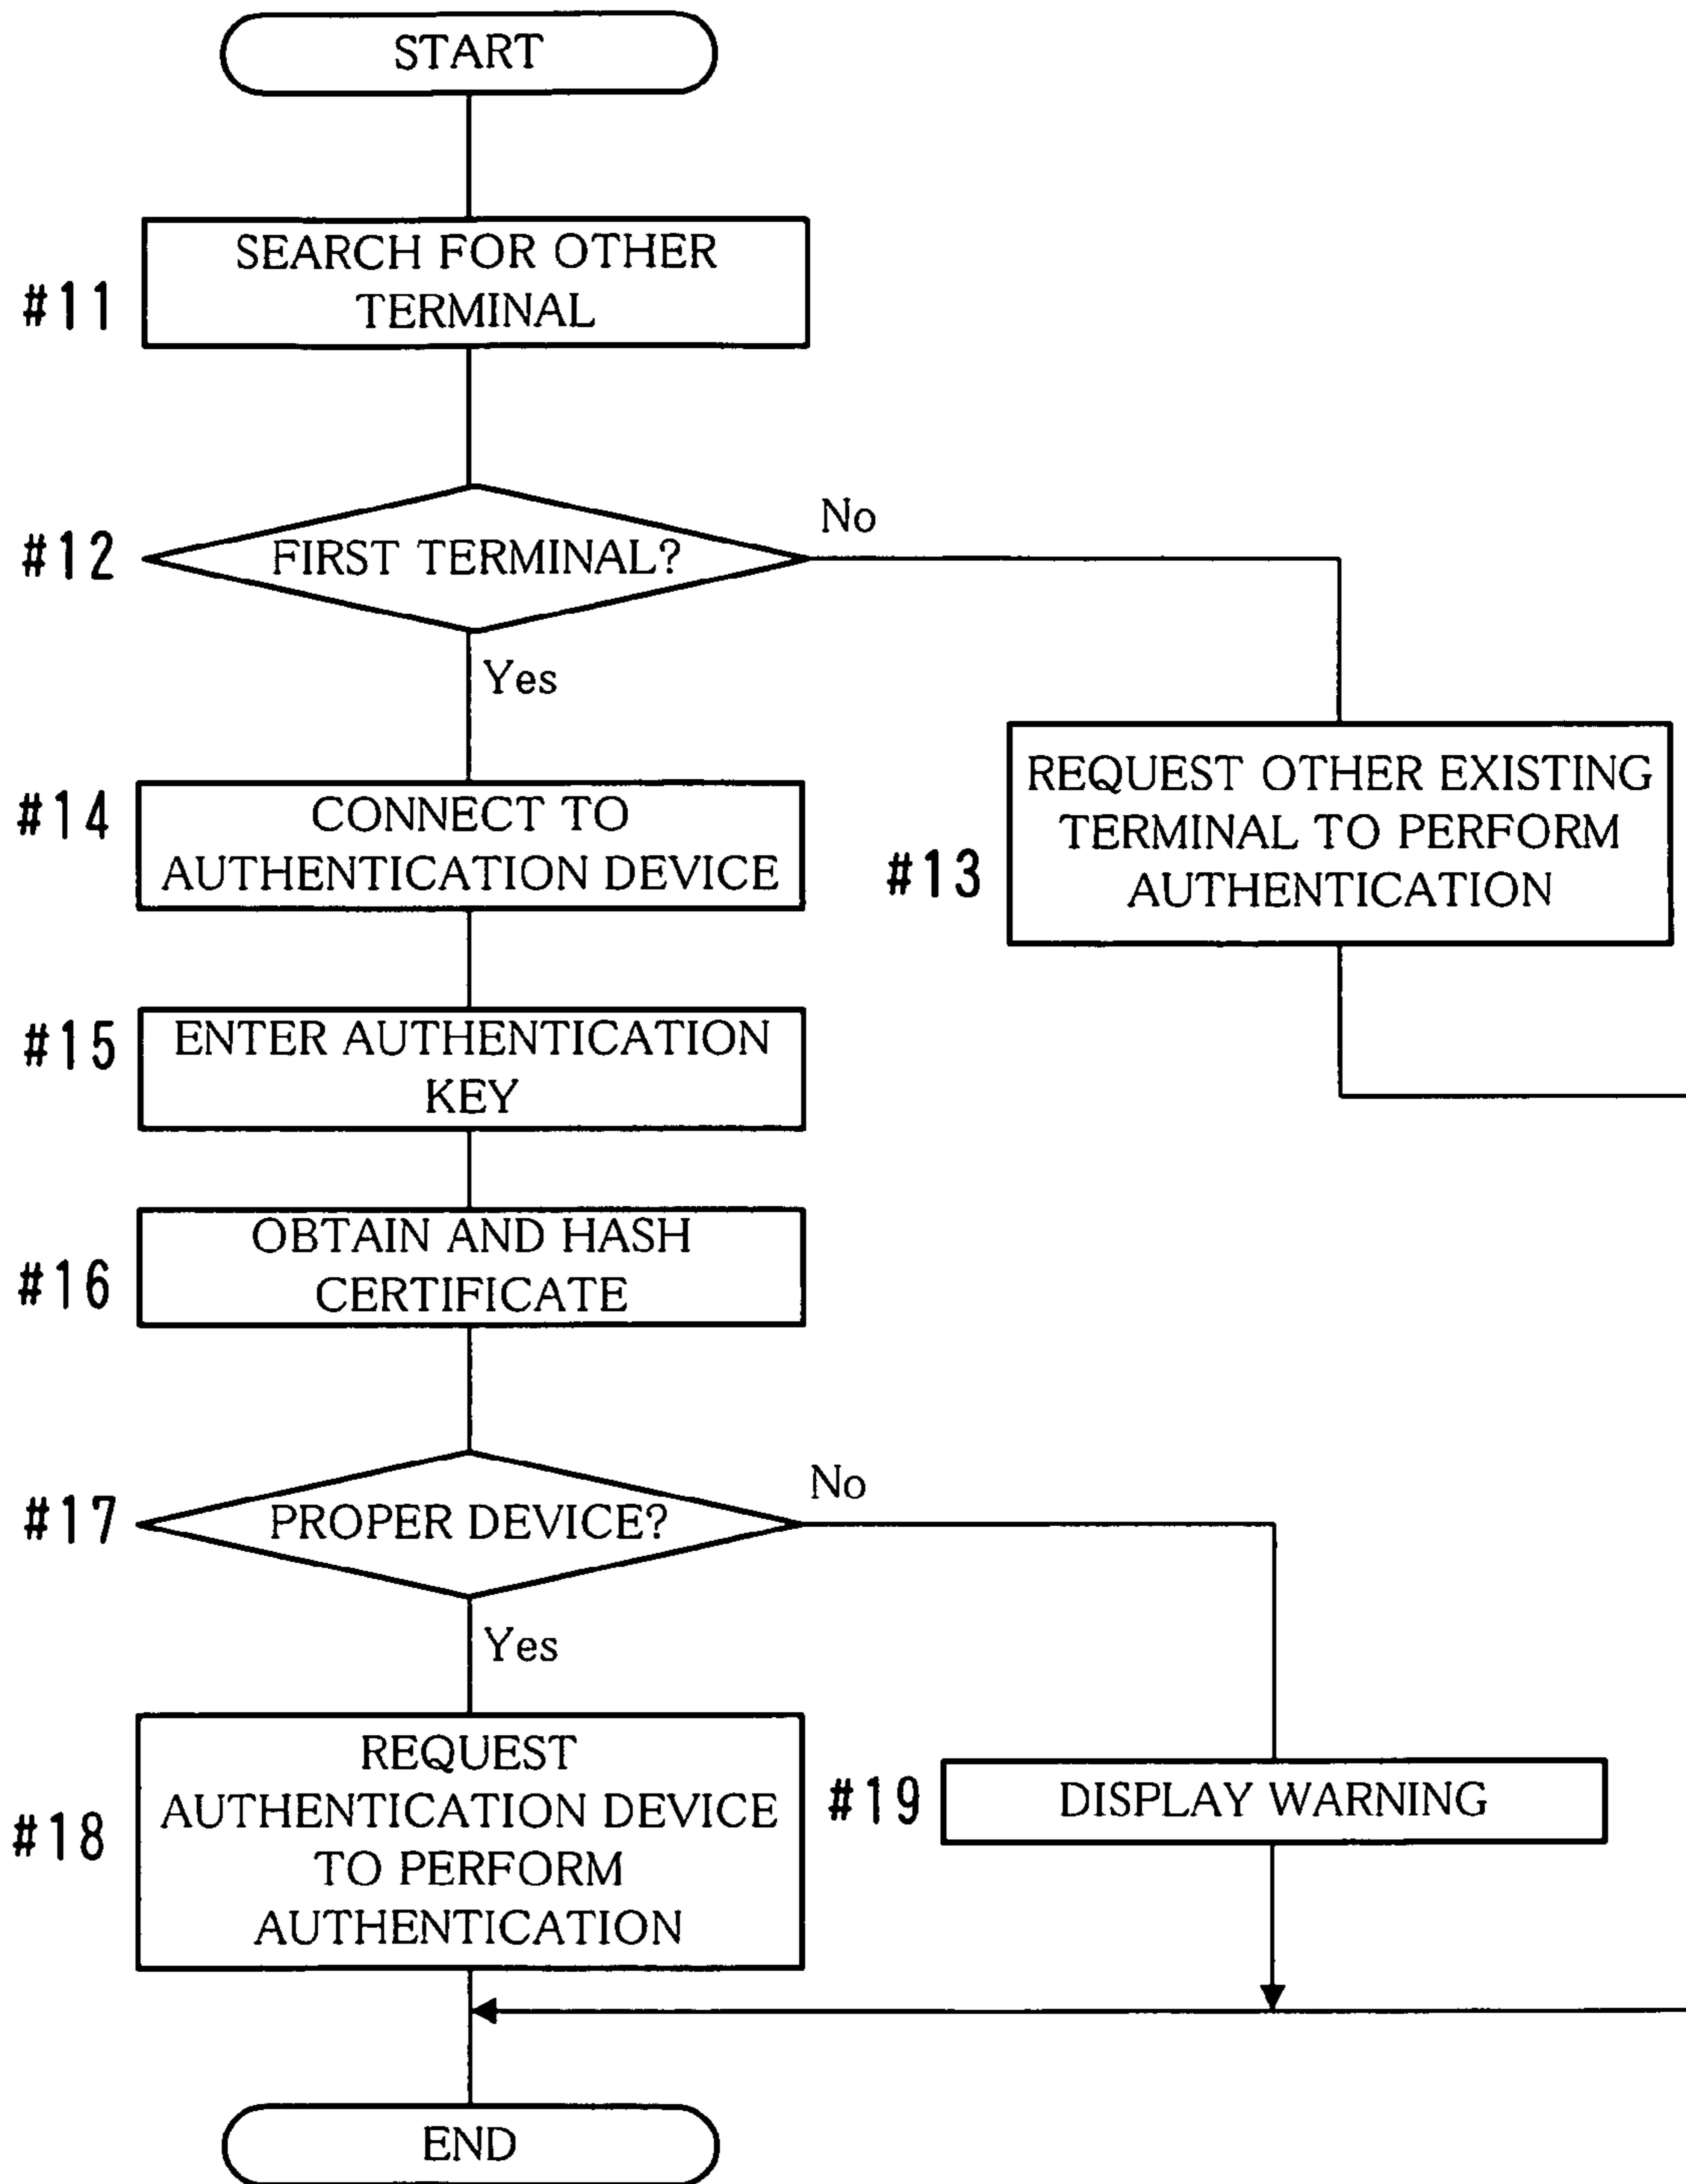 START
#11
SEARCH FOR OTHER
TERMINAL
#12
FIRST TERMINAL?
No
Yes
#13
REQUEST OTHER EXISTING
TERMINAL TO PERFORM
AUTHENTICATION
#14
CONNECT TO
AUTHENTICATION DEVICE
#15
ENTER AUTHENTICATION
KEY
#16
OBTAIN AND HASH
CERTIFICATE
#17
PROPER DEVICE?
No
Yes
#18
REQUEST
AUTHENTICATION DEVICE
TO PERFORM
AUTHENTICATION
#19
DISPLAY WARNING
END